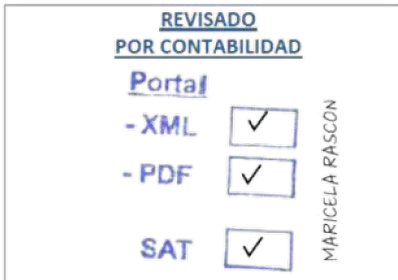 REVISADO
POR CONTABILIDAD
Portal
- XML ✓
- PDF ✓
SAT ✓
MARICELA RASCON